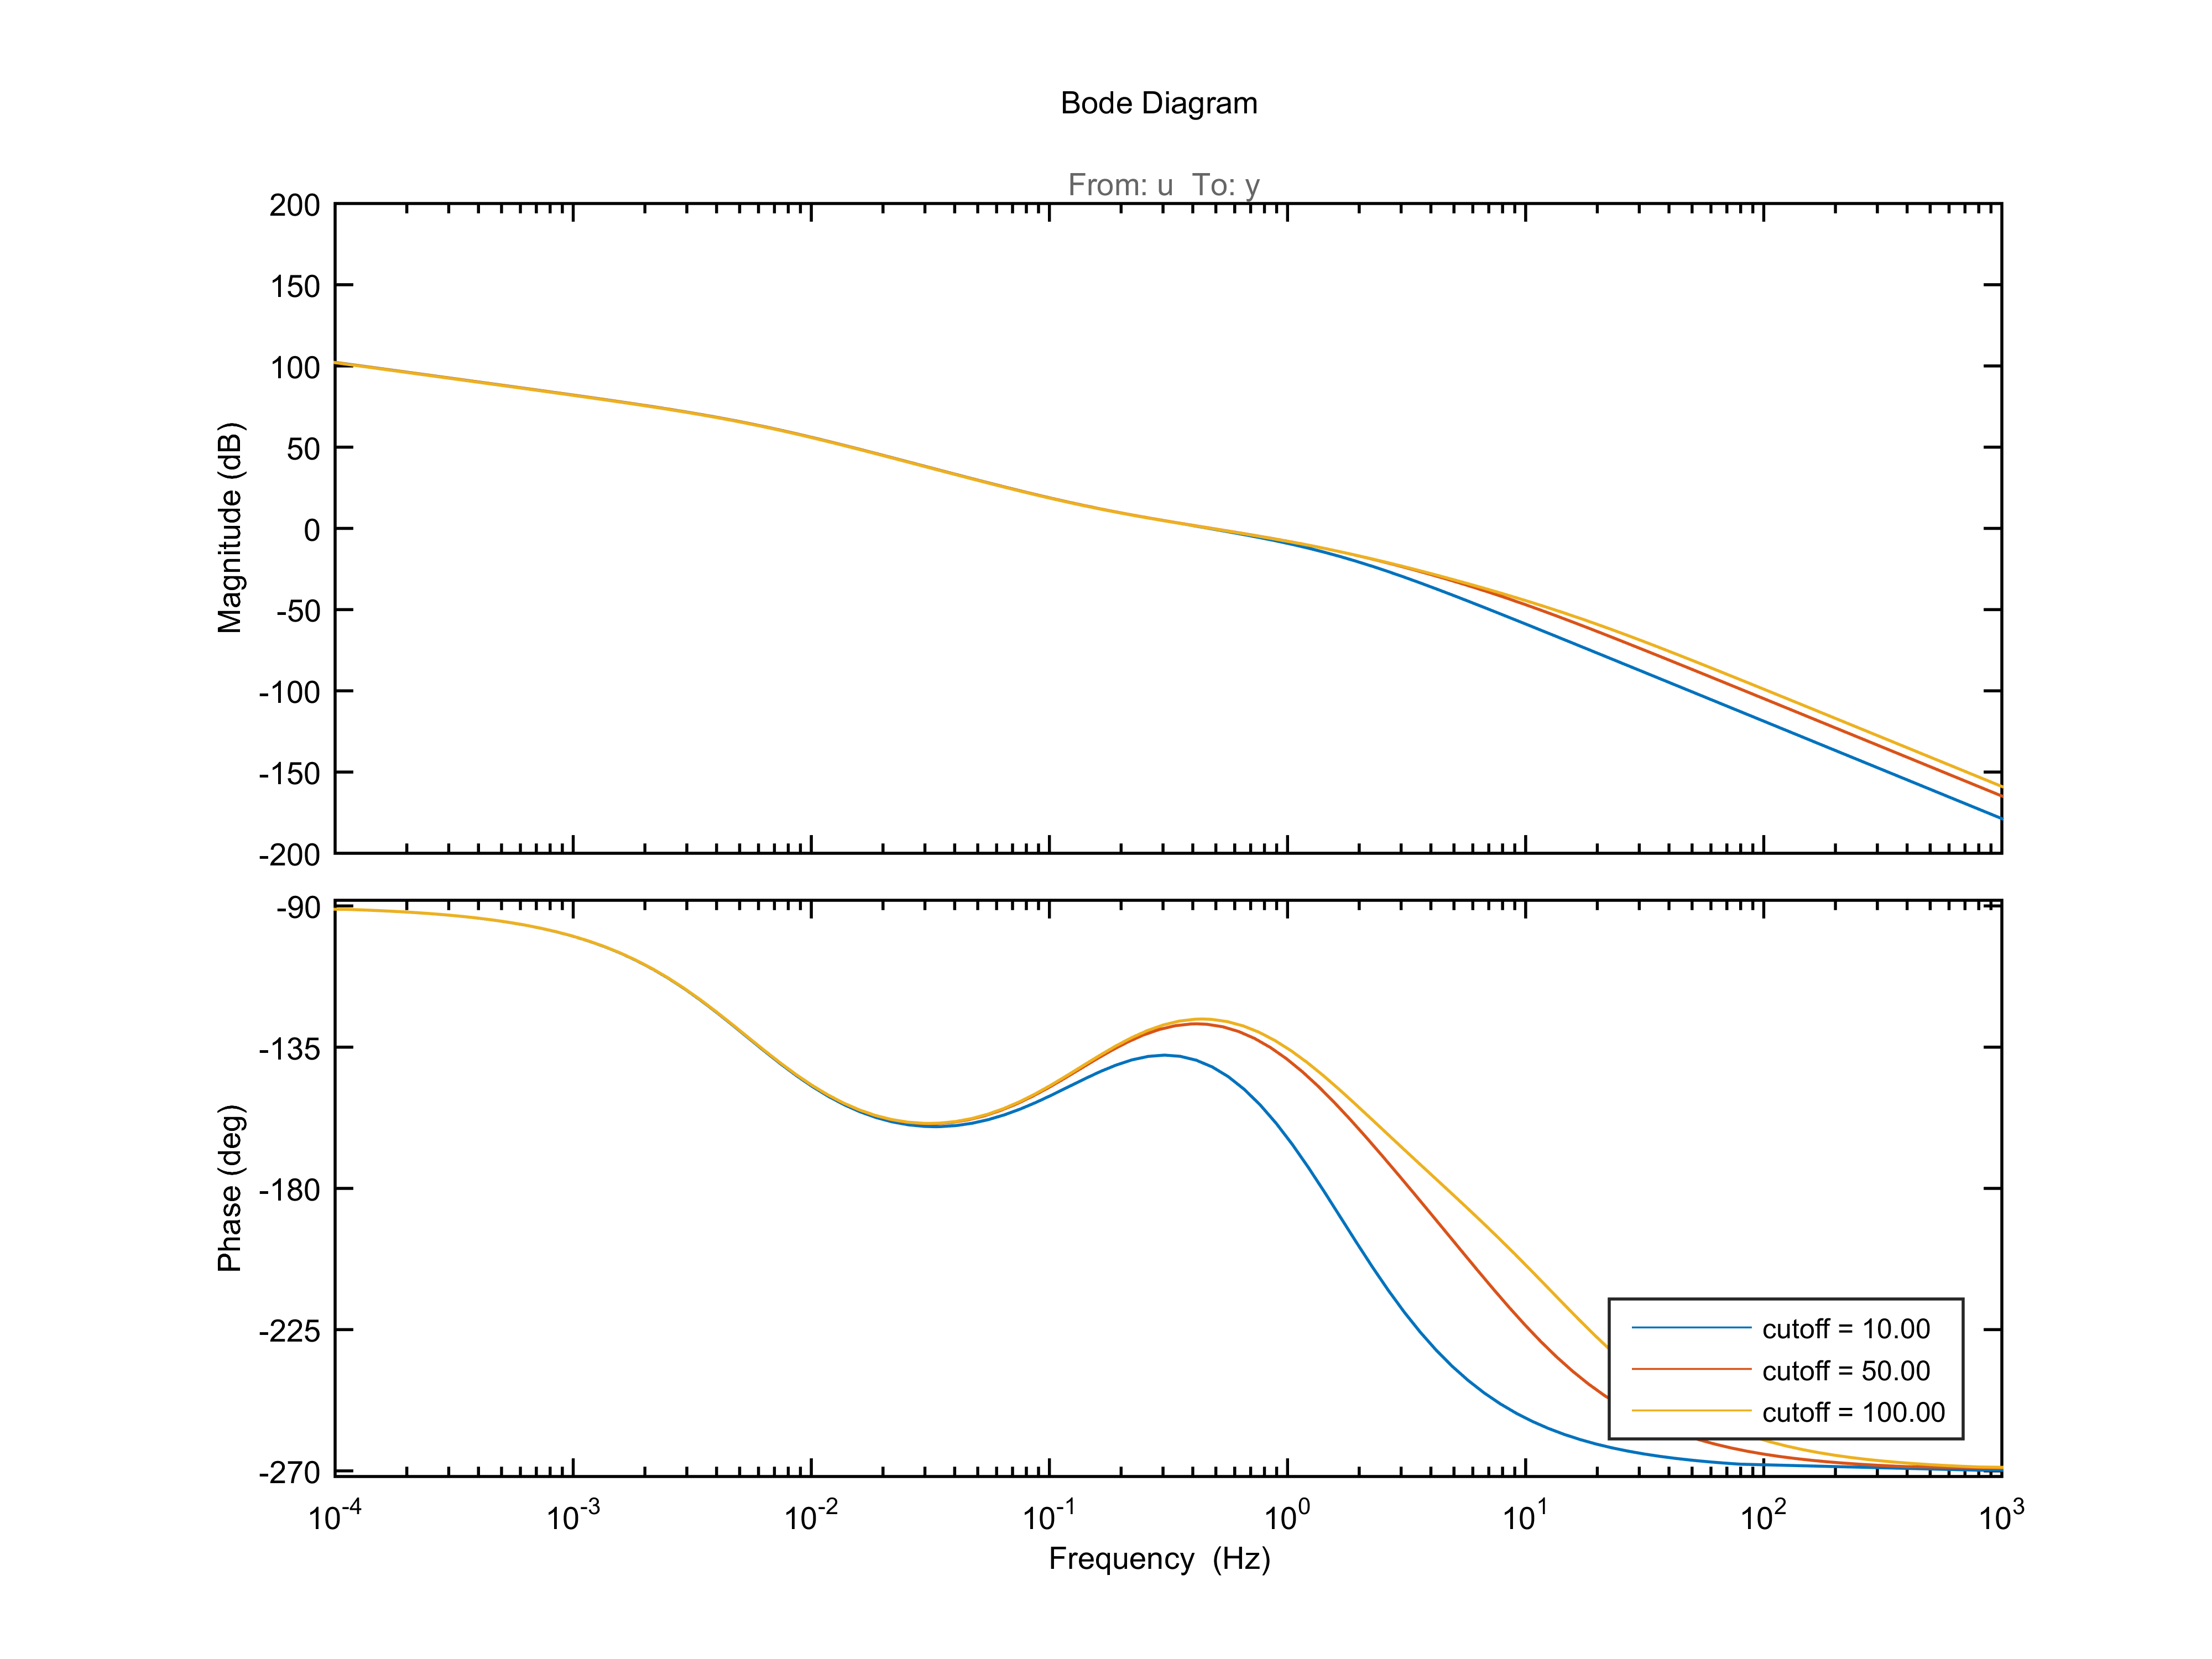 Bode Diagram
From: u  To: y
200
150
100
50
0
-50
-100
-150
-200
Magnitude (dB)
-90
-135
-180
-225
-270
Phase (deg)
cutoff = 10.00
cutoff = 50.00
cutoff = 100.00
10-4 10-3 10-2 10-1 100 101 102 103
Frequency  (Hz)